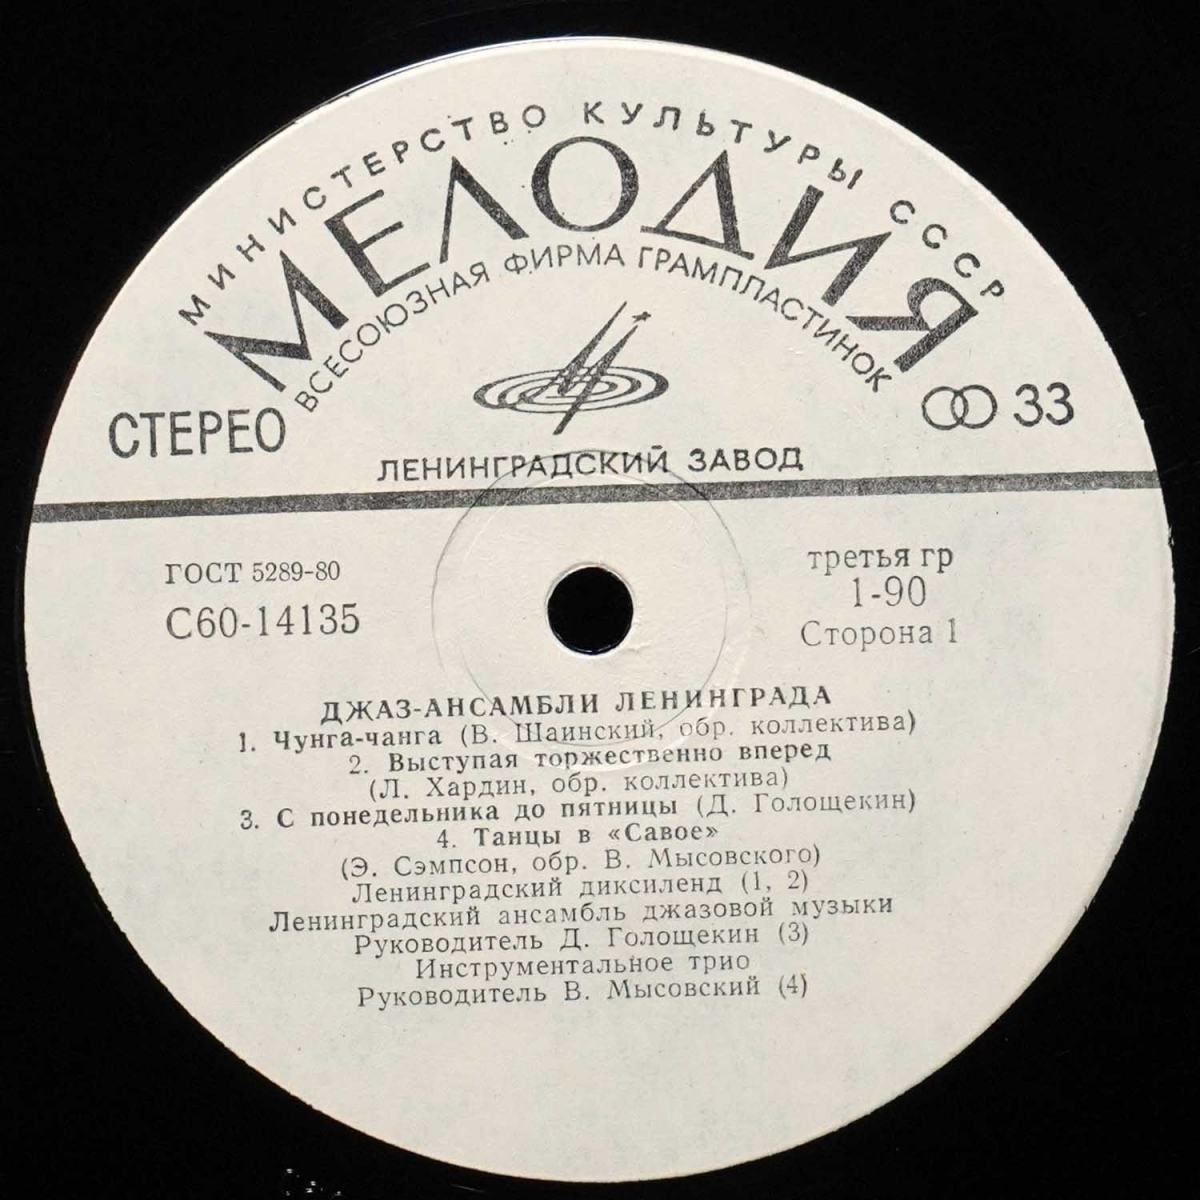 МИНИСТЕРСТВО КУЛЬТУРЫ СССР
МЕЛОДИЯ
ВСЕСОЮЗНАЯ ФИРМА ГРАМПЛАСТИНОК
СТЕРЕО
33
ЛЕНИНГРАДСКИЙ ЗАВОД
ГОСТ 5289-80
С60-14135
третья гр
1-90
Сторона 1
ДЖАЗ-АНСАМБЛИ ЛЕНИНГРАДА
1. Чунга-чанга (В. Шаинский, обр. коллектива)
2. Выступая торжественно вперед
(Л. Хардин, обр. коллектива)
3. С понедельника до пятницы (Д. Голощекин)
4. Танцы в «Савое»
(Э. Сэмпсон, обр. В. Мысовского)
Ленинградский диксиленд (1, 2)
Ленинградский ансамбль джазовой музыки
Руководитель Д. Голощекин (3)
Инструментальное трио
Руководитель В. Мысовский (4)